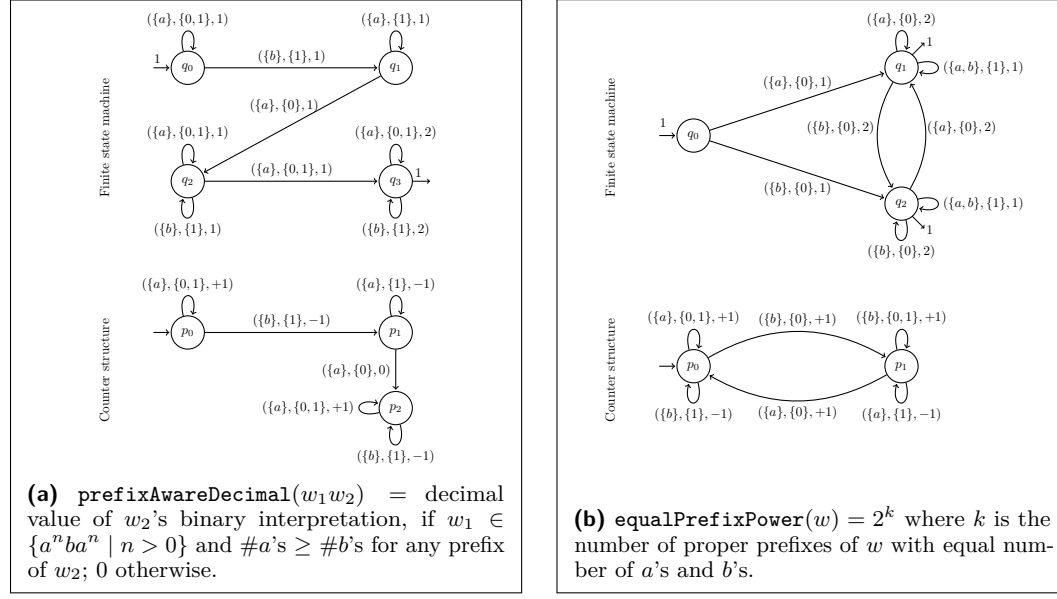 ({a}, {0, 1}, 1)
({a}, {1}, 1)
1
q0
({b}, {1}, 1)
q1
({a}, {0}, 1)
({a}, {0, 1}, 1)
({a}, {0, 1}, 2)
q2
({a}, {0, 1}, 1)
q3
1
({b}, {1}, 1)
({b}, {1}, 2)
Finite state machine
({a}, {0, 1}, +1)
({a}, {1}, −1)
p0
({b}, {1}, −1)
p1
({a}, {0}, 0)
({a}, {0, 1}, +1)
p2
({b}, {1}, −1)
Counter structure
(a) prefixAwareDecimal(w1w2) = decimal
value of w2's binary interpretation, if w1 ∈
{aⁿbaⁿ | n > 0} and #a's ≥ #b's for any prefix
of w2; 0 otherwise.
({a}, {0}, 2)
1
q1
({a, b}, {1}, 1)
({a}, {0}, 1)
1
q0
({b}, {0}, 2)
({a}, {0}, 2)
({b}, {0}, 1)
q2
({a, b}, {1}, 1)
1
({b}, {0}, 2)
Finite state machine
({a}, {0, 1}, +1)
({b}, {0}, +1)
({b}, {0, 1}, +1)
p0
p1
({b}, {1}, −1)
({a}, {0}, +1)
({a}, {1}, −1)
Counter structure
(b) equalPrefixPower(w) = 2ᵏ where k is the
number of proper prefixes of w with equal num-
ber of a's and b's.